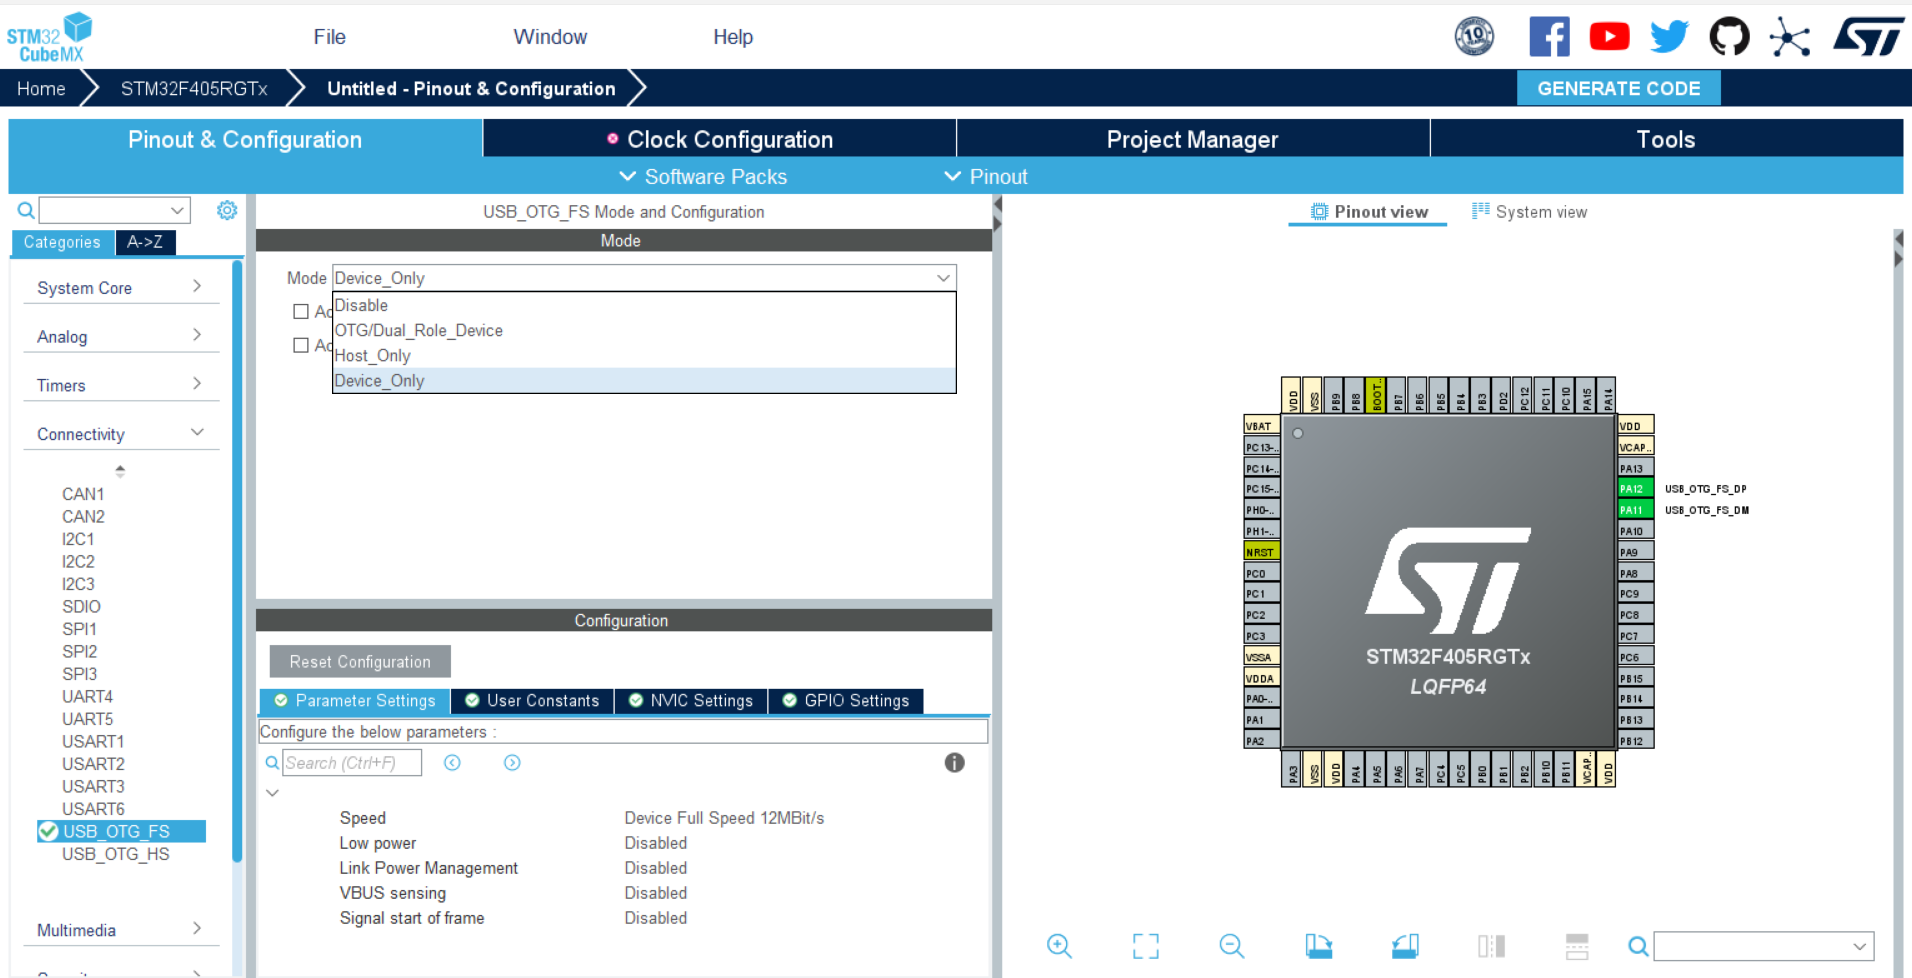 STM32
CubeMX
File
Window
Help
10
YEARS
Home
STM32F405RGTx
Untitled - Pinout & Configuration
GENERATE CODE
Pinout & Configuration
Clock Configuration
Project Manager
Tools
Software Packs
Pinout
Categories
A->Z
System Core
Analog
Timers
Connectivity
CAN1
CAN2
I2C1
I2C2
I2C3
SDIO
SPI1
SPI2
SPI3
UART4
UART5
USART1
USART2
USART3
USART6
USB_OTG_FS
USB_OTG_HS
Multimedia
USB_OTG_FS Mode and Configuration
Mode
Mode Device_Only
Disable
OTG/Dual_Role_Device
Host_Only
Device_Only
Configuration
Reset Configuration
Parameter Settings
User Constants
NVIC Settings
GPIO Settings
Configure the below parameters :
Search (Ctrl+F)
Speed Device Full Speed 12MBit/s
Low power Disabled
Link Power Management Disabled
VBUS sensing Disabled
Signal start of frame Disabled
Pinout view
System view
VDD
VSS
PB9
PB8
BOOT..
PB7
PB6
PB5
PB4
PB3
PD2
PC12
PC11
PC10
PA15
PA14
VBAT
PC13-..
PC14-..
PC15-..
PH0-..
PH1-..
NRST
PC0
PC1
PC2
PC3
VSSA
VDDA
PA0-..
PA1
PA2
STM32F405RGTx
LQFP64
VDD
VCAP..
PA13
PA12 USB_OTG_FS_DP
PA11 USB_OTG_FS_DM
PA10
PA9
PA8
PC9
PC8
PC7
PC6
PB15
PB14
PB13
PB12
PA3
VSS
VDD
PA4
PA5
PA6
PA7
PC4
PC5
PB0
PB1
PB2
PB10
PB11
VCAP..
VDD